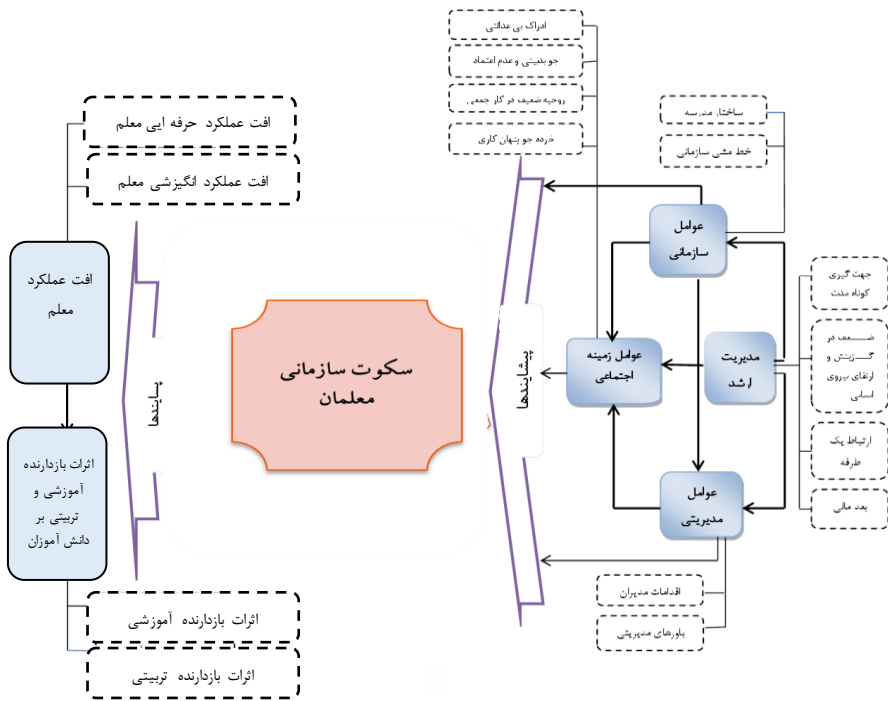 ادراک بی عدالتی
جو بدبینی و عدم اعتماد
روحیه ضعیف در کار جمعی
خرده جو پنهان کاری
ساختار مدرسه
خط مشی سازمانی
عوامل
سازمانی
جهت گیری
کوتاه مدت
ضعف در
گزینش و
ارتقای نیروی
انسانی
ارتباط یک
طرفه
بعد مالی
مدیریت
ارشد
عوامل زمینه
اجتماعی
عوامل
مدیریتی
اقدامات مدیران
باورهای مدیریتی
پیشایندها
سکوت سازمانی
معلمان
پسایندها
افت عملکرد حرفه ایی معلم
افت عملکرد انگیزشی معلم
افت عملکرد
معلم
اثرات بازدارنده
آموزشی و
تربیتی بر
دانش آموزان
اثرات بازدارنده آموزشی
اثرات بازدارنده تربیتی